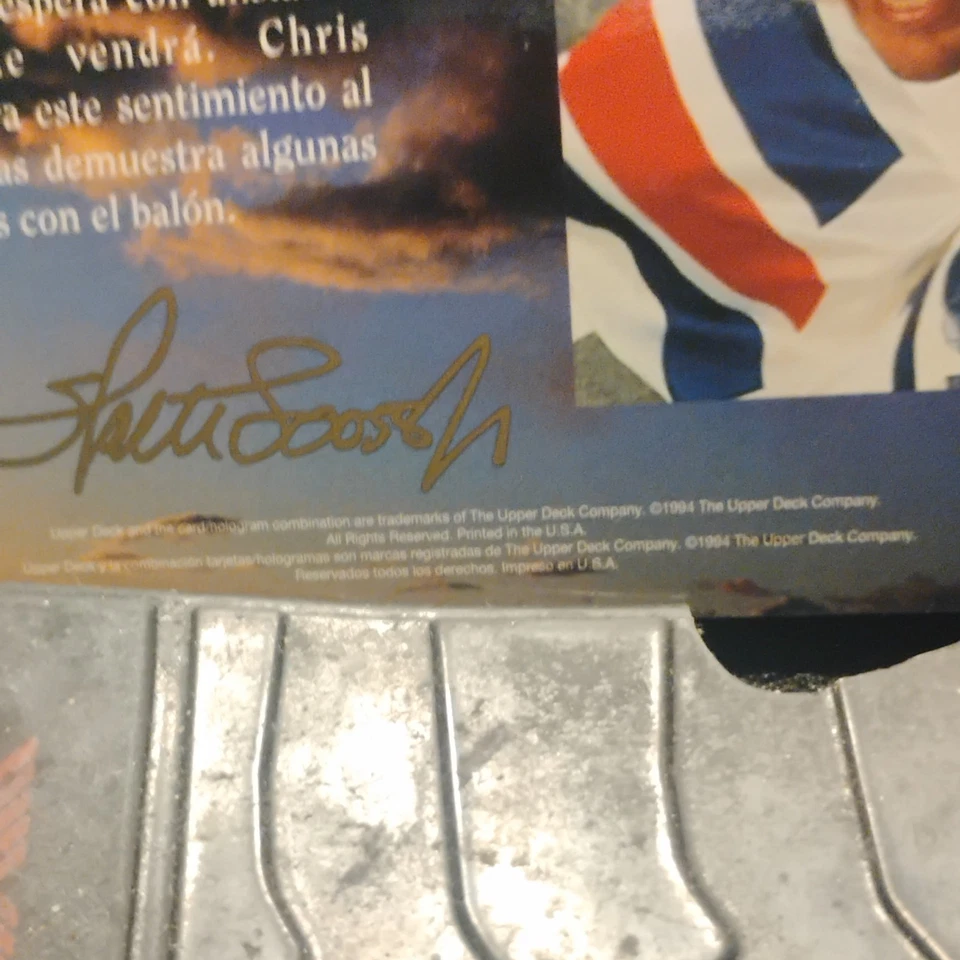 espera con
vendrá. Chris
este sentimiento al
demuestra algunas
con el balón.
Upper Deck and the card/hologram combination are trademarks of The Upper Deck Company. ©1994 The Upper Deck Company.
All Rights Reserved. Printed in the U.S.A.
Upper Deck y la combinación tarjetas/hologramas son marcas registradas de The Upper Deck Company. ©1994 The Upper Deck Company.
Reservados todos los derechos. Impreso en U.S.A.